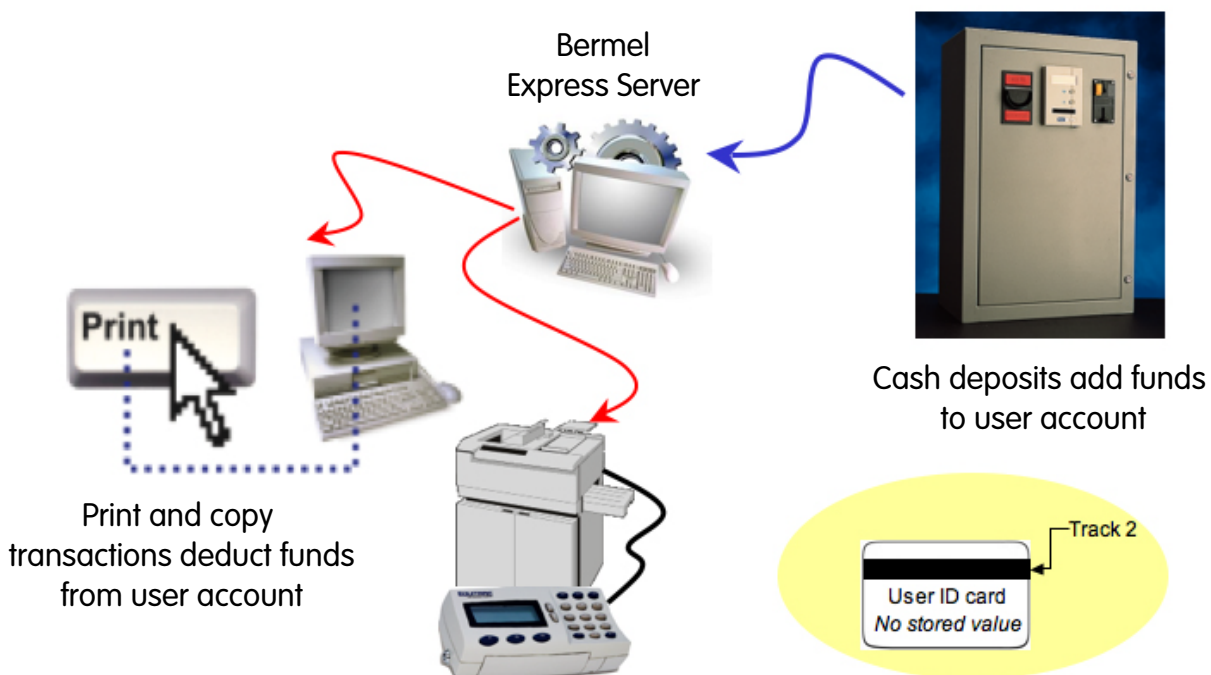 Bermel
Express Server
Print
Cash deposits add funds
to user account
Print and copy
transactions deduct funds
from user account
Track 2
User ID card
No stored value